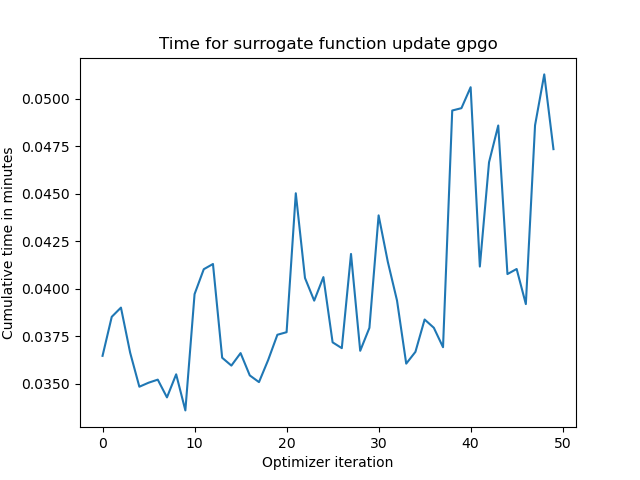 Time for surrogate function update gpgo
Cumulative time in minutes
0.0500
0.0475
0.0450
0.0425
0.0400
0.0375
0.0350
0 10 20 30 40 50
Optimizer iteration